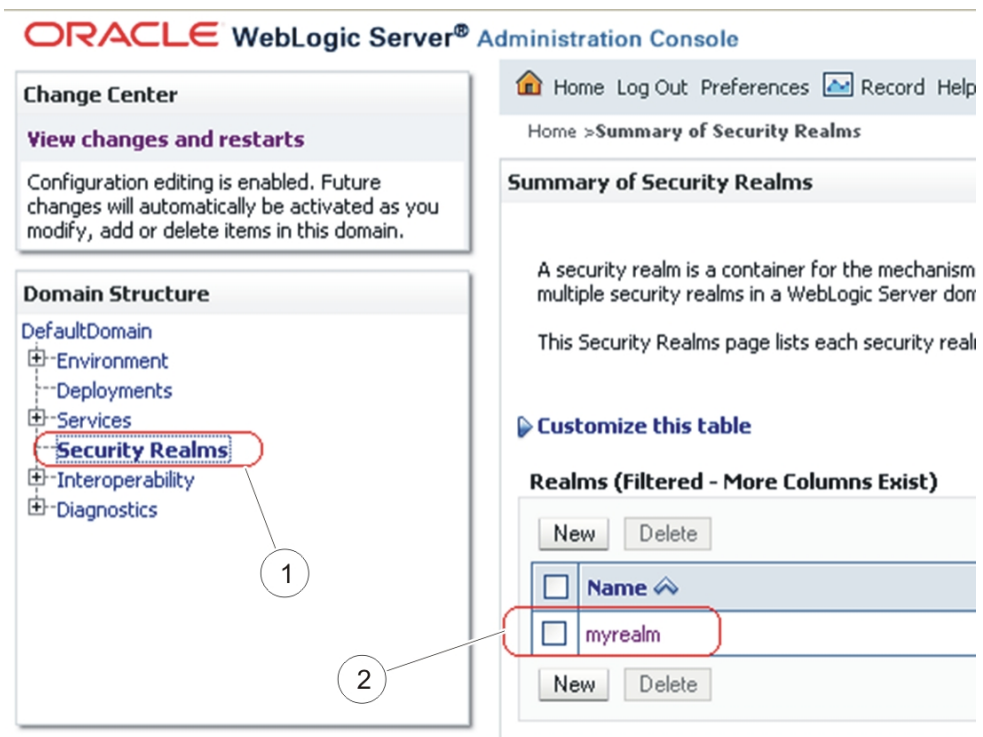 ORACLE WebLogic Server® Administration Console
Change Center
View changes and restarts
Configuration editing is enabled. Future
changes will automatically be activated as you
modify, add or delete items in this domain.
Domain Structure
DefaultDomain
Environment
Deployments
Services
Security Realms
Interoperability
Diagnostics
1
Home Log Out Preferences Record Help
Home >Summary of Security Realms
Summary of Security Realms
A security realm is a container for the mechanism
multiple security realms in a WebLogic Server
This Security Realms page lists each security
Customize this table
Realms (Filtered - More Columns Exist)
New Delete
Name
myrealm
2
New Delete